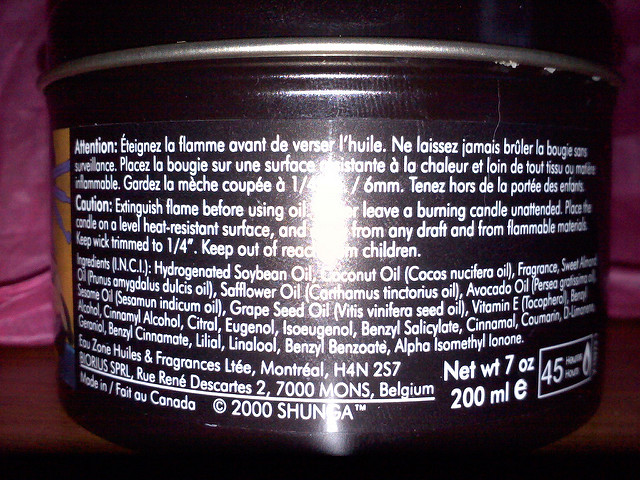 Attention: Éteignez la flamme avant de verser l'huile. Ne laissez jamais brûler la bougie sans
surveillance. Placez la bougie sur une surface à la chaleur et loin de tout tissu ou matière
inflammable. Gardez la mèche coupée à / 6mm. Tenez hors de la portée des enfants.
Caution: Extinguish flame before using oil. leave a burning candle unattended. Place the
candle on a level heat-resistant surface, and from any draft and from flammable materials.
Keep wick trimmed to 1/4". Keep out of reach children.
Ingredients (I.N.C.I.): Hydrogenated Soybean Oil, Coconut Oil (Cocos nucifera oil), Fragrance, Sweet Almond
Oil (Prunus amygdalus dulcis oil), Safflower Oil (Carthamus tinctorius oil), Avocado Oil (Persea gratissima oil),
Sesame Oil (Sesamun indicum oil), Grape Seed Oil (Vitis vinifera seed oil), Vitamin E (Tocopherol), Benzyl
Alcohol, Cinnamyl Alcohol, Citral, Eugenol, Isoeugenol, Benzyl Salicylate, Cinnamal, Coumarin, D-Limonene,
Geraniol, Benzyl Cinnamate, Lilial, Linalool, Benzyl Benzoate, Alpha Isomethyl Ionone.
Eau Zone Huiles & Fragrances Ltée, Montréal, H4N 2S7
BIORIUS SPRL, Rue René Descartes 2, 7000 MONS, Belgium
Made in / Fait au Canada © 2000 SHUNGA™
Net wt 7 oz
200 ml e
45 Heures
Hours